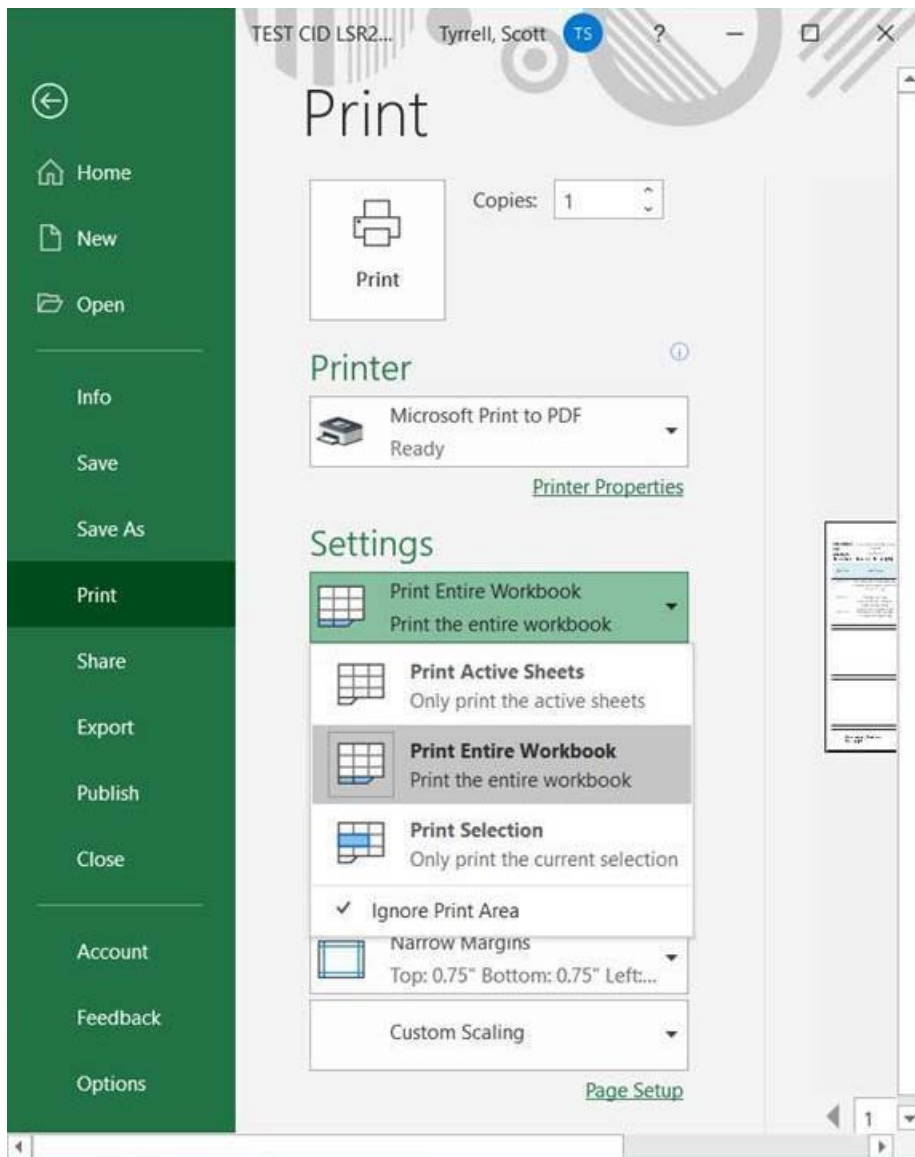 TEST CID LSR2... Tyrrell, Scott TS ? 
Print
Home
New
Open
Info
Save
Save As
Print
Share
Export
Publish
Close
Account
Feedback
Options
Copies: 1
Print
Printer
Microsoft Print to PDF
Ready
Printer Properties
Settings
Print Entire Workbook
Print the entire workbook
Print Active Sheets
Only print the active sheets
Print Entire Workbook
Print the entire workbook
Print Selection
Only print the current selection
Ignore Print Area
Narrow Margins
Top: 0.75" Bottom: 0.75" Left:...
Custom Scaling
Page Setup
1